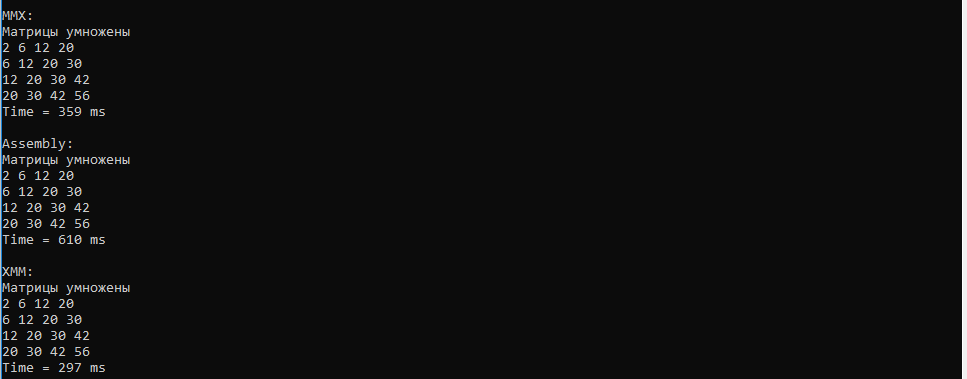 MMX:
Матрицы умножены
2 6 12 20
6 12 20 30
12 20 30 42
20 30 42 56
Time = 359 ms
Assembly:
Матрицы умножены
2 6 12 20
6 12 20 30
12 20 30 42
20 30 42 56
Time = 610 ms
XMM:
Матрицы умножены
2 6 12 20
6 12 20 30
12 20 30 42
20 30 42 56
Time = 297 ms